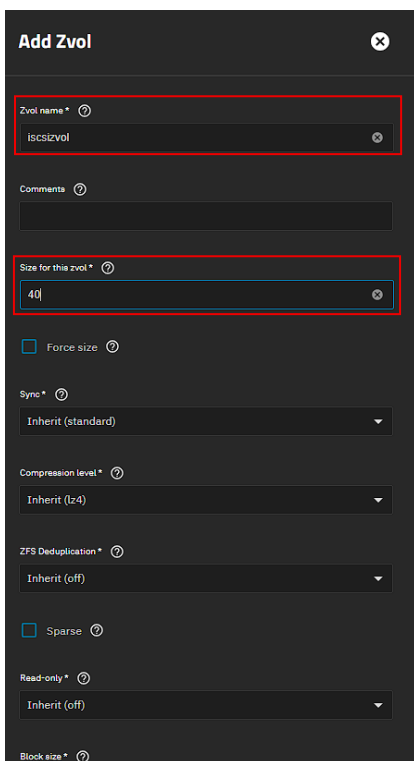 Add Zvol
Zvol name *
iscsizvol
Comments
Size for this zvol *
40
Force size
Sync *
Inherit (standard)
Compression level *
Inherit (lz4)
ZFS Deduplication *
Inherit (off)
Sparse
Read-only *
Inherit (off)
Block size *